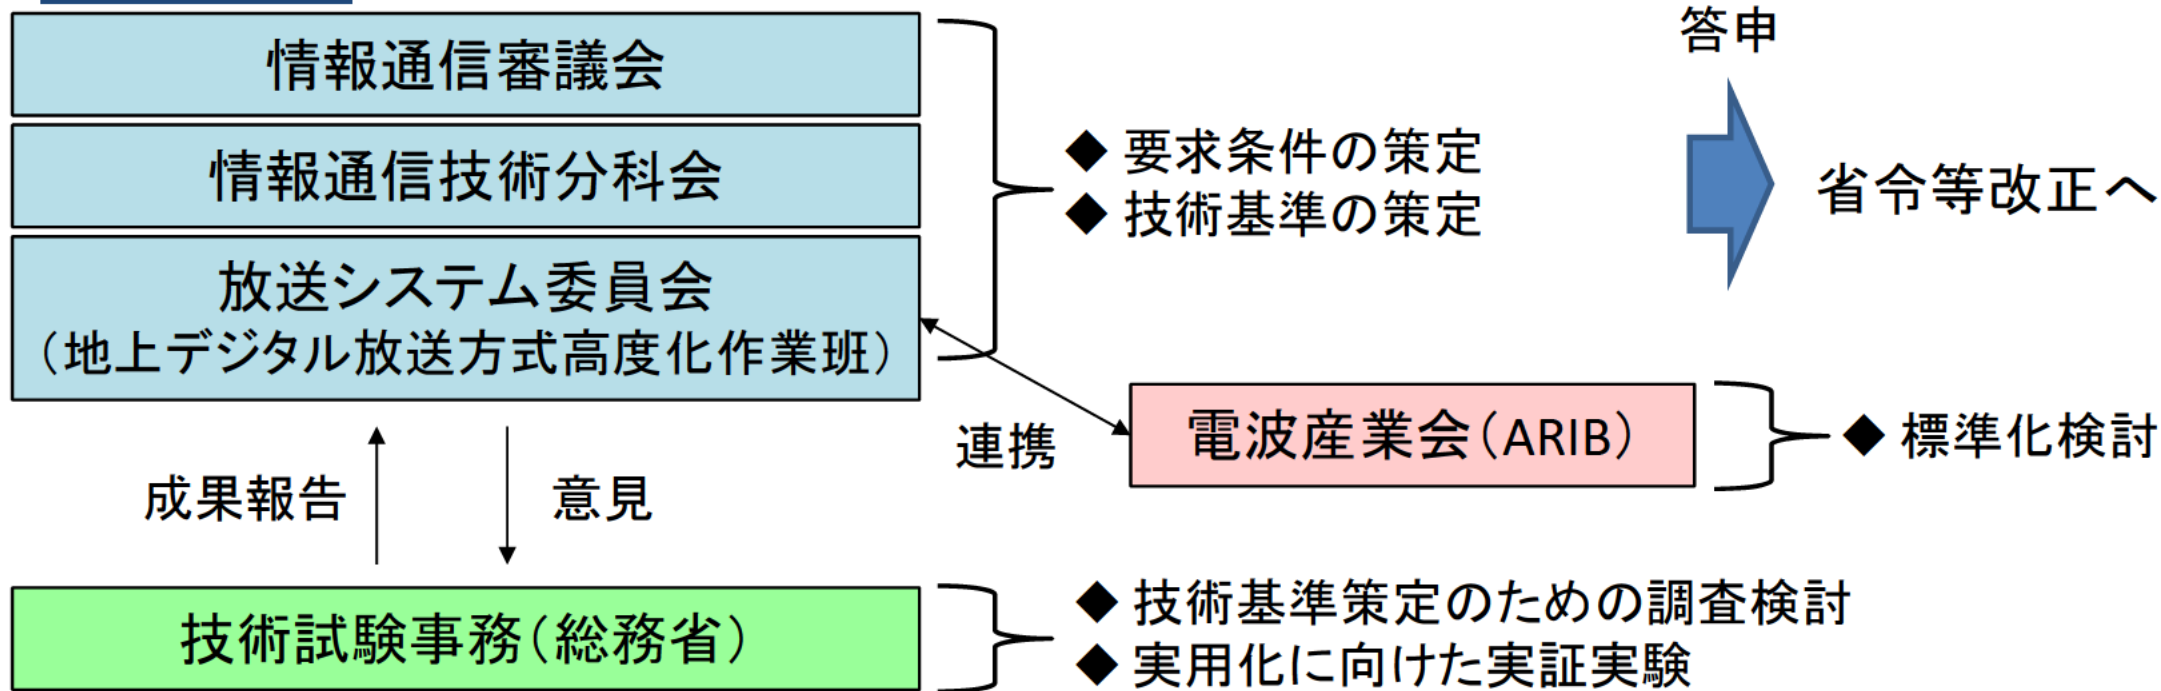 情報通信審議会
情報通信技術分科会
放送システム委員会
（地上デジタル放送方式高度化作業班）
◆ 要求条件の策定
◆ 技術基準の策定
答申
省令等改正へ
連携
電波産業会（ARIB）
◆ 標準化検討
成果報告
意見
技術試験事務（総務省）
◆ 技術基準策定のための調査検討
◆ 実用化に向けた実証実験